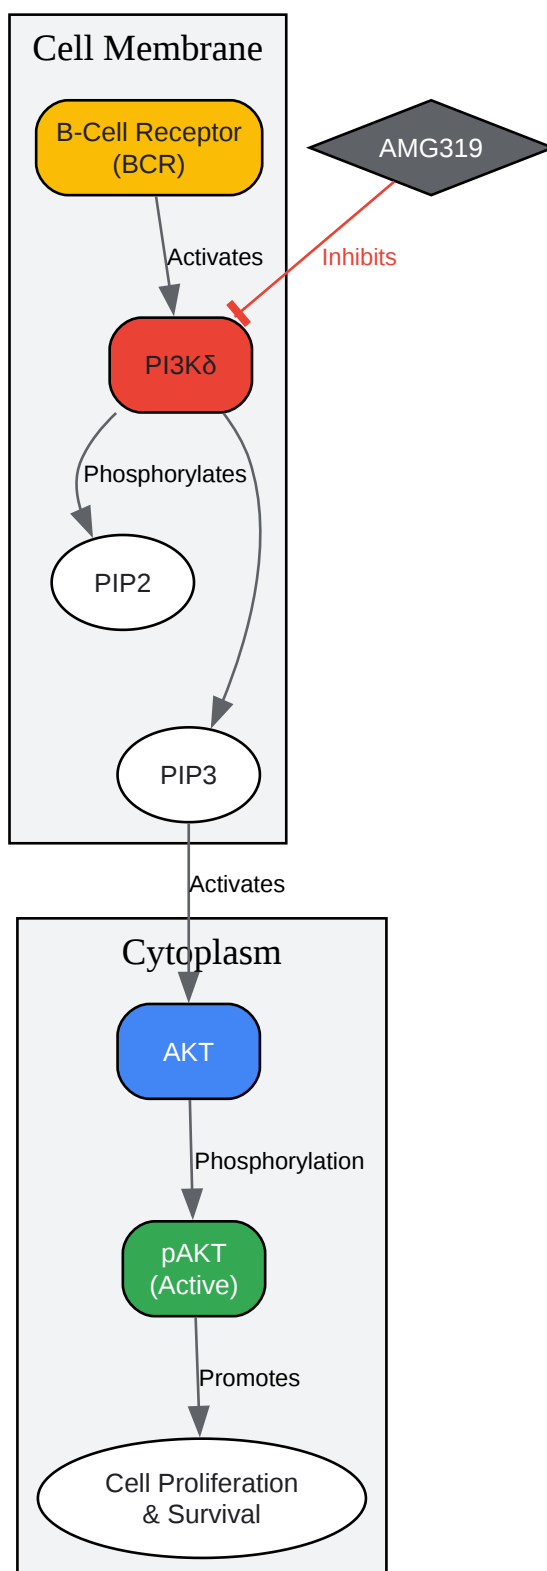 Cell Membrane
B-Cell Receptor
(BCR)
AMG319
Activates
Inhibits
PI3Kδ
Phosphorylates
PIP2
PIP3
Activates
Cytoplasm
AKT
Phosphorylation
pAKT
(Active)
Promotes
Cell Proliferation
& Survival